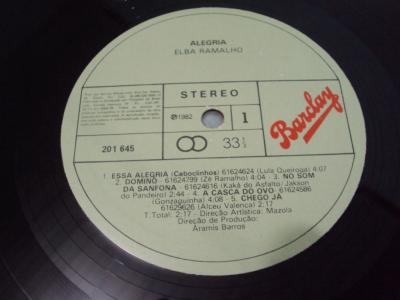 ALEGRIA
ELBA RAMALHO
STEREO
℗1982
1
33⅓
201 645
Barclay
1. ESSA ALEGRIA (Caboclinhos) 61624624 (Lula Queiroga) 4:07
2. DOMINÓ - 61624799 (Zé Ramalho) 4:04 - 3. NO SOM
DA SANFONA - 61624616 (Kaká do Asfalto/Jakson
do Pandeiro) 2:44 - 4. A CASCA DO OVO - 61624586
(Gonzaguinha) 4:08 - 5. CHEGO JÁ
61629626 (Alceu Valença) 2:17
T.Total: 2:17 - Direção Artística: Mazola
Direção de Produção:
Aramis Barros